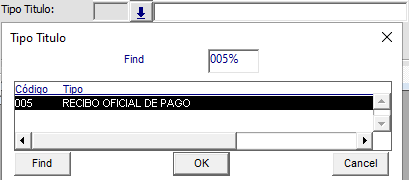 Tipo Titulo:
Tipo Titulo
Find 005%
Código Tipo
005 RECIBO OFICIAL DE PAGO
Find OK Cancel